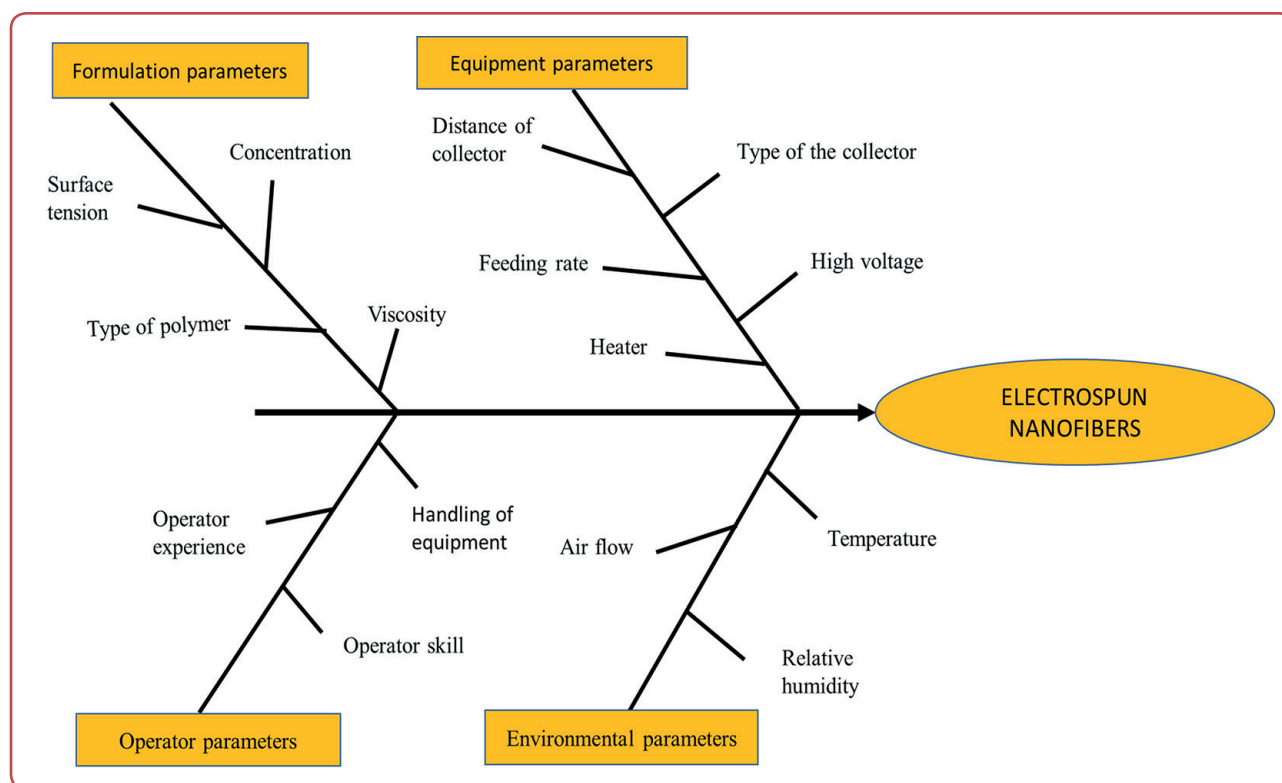 Formulation parameters
Equipment parameters
Distance of
collector
Type of the collector
Concentration
Surface
tension
Feeding rate
High voltage
Type of polymer
Viscosity
Heater
ELECTROSPUN
NANOFIBERS
Operator
experience
Handling of
equipment
Air flow
Temperature
Operator skill
Relative
humidity
Operator parameters
Environmental parameters